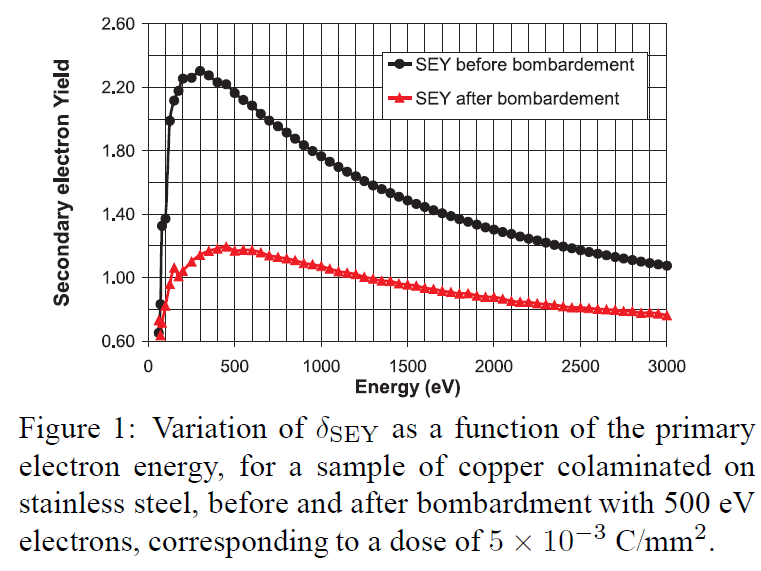 2.60
2.20
1.80
1.40
1.00
0.60
Secondary electron Yield
SEY before bombardement
SEY after bombardement
0 500 1000 1500 2000 2500 3000
Energy (eV)
Figure 1: Variation of δSEY as a function of the primary
electron energy, for a sample of copper colaminated on
stainless steel, before and after bombardment with 500 eV
electrons, corresponding to a dose of 5 × 10⁻³ C/mm².